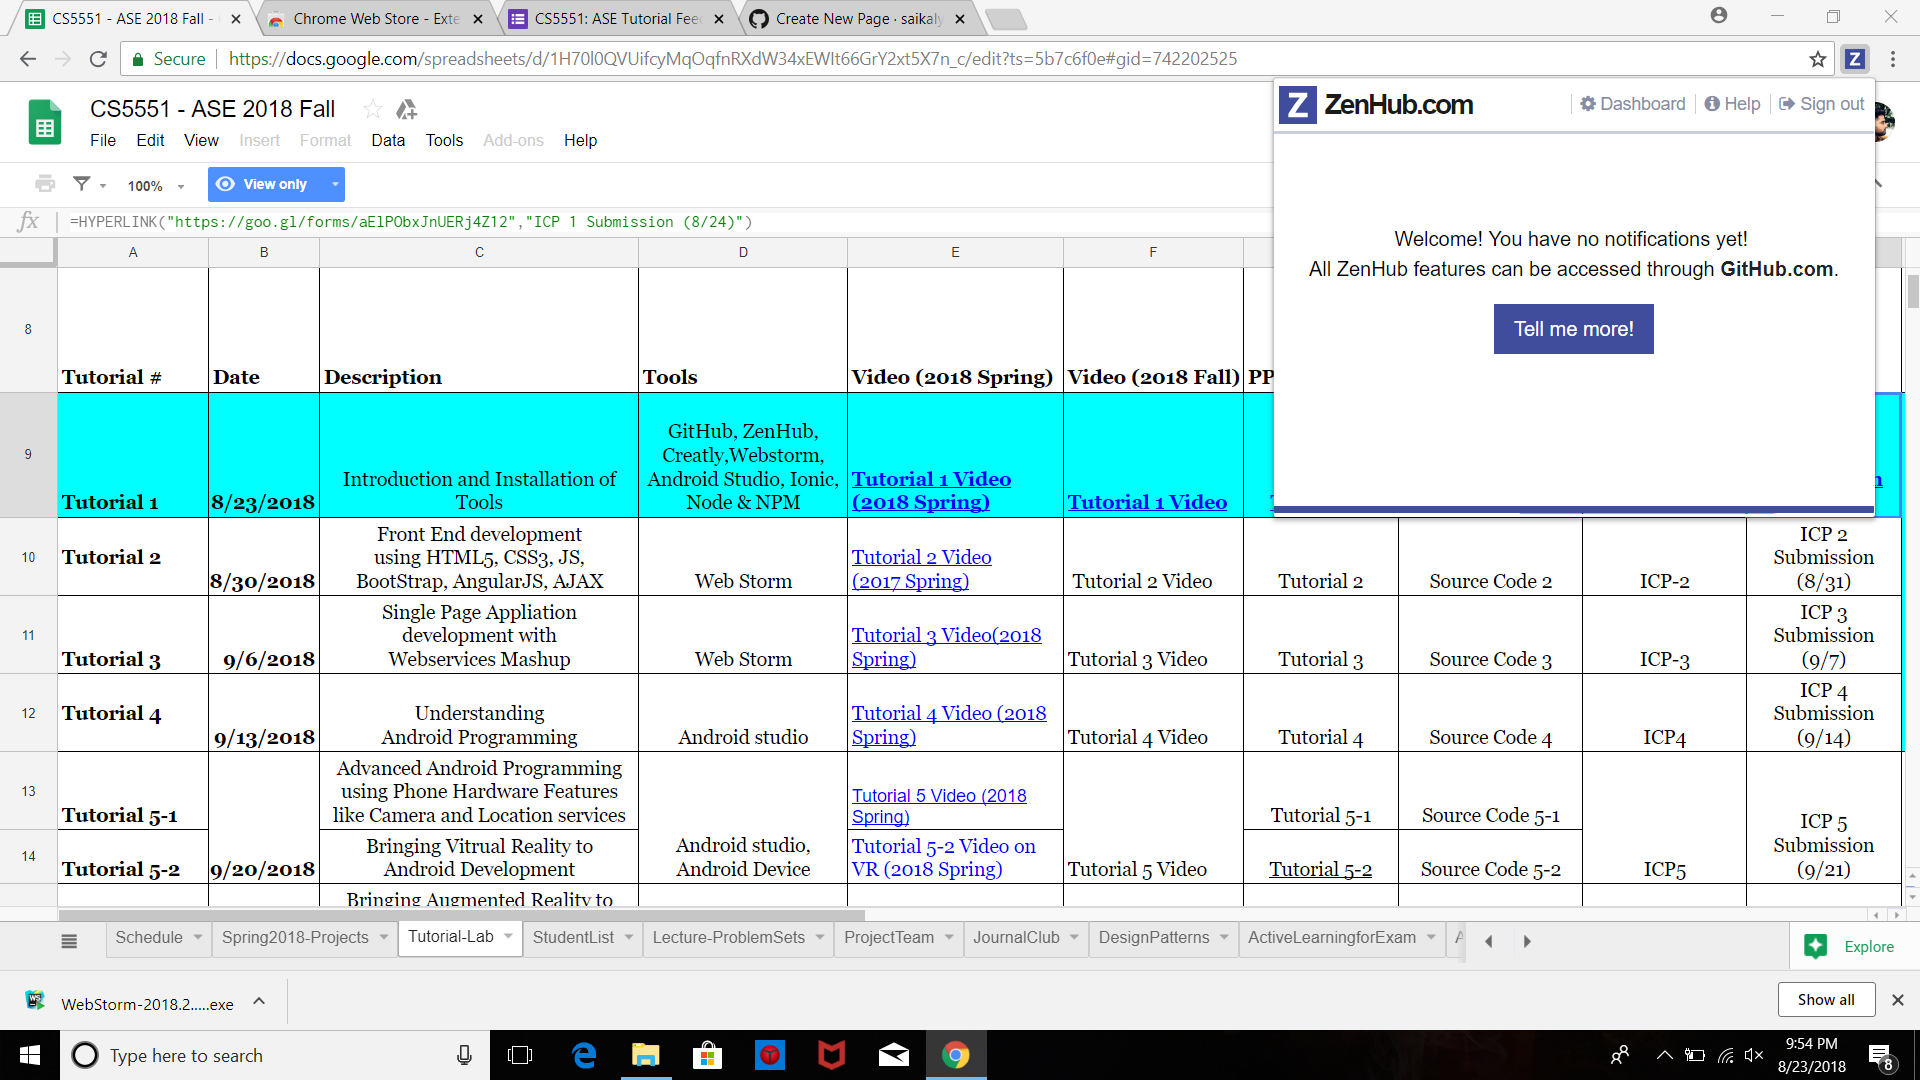 CS5551 - ASE 2018 Fall -
Chrome Web Store - Exte
CS5551: ASE Tutorial Feed
Create New Page · saikaly
Secure
https://docs.google.com/spreadsheets/d/1H70l0QVUifcyMqOqfnRXdW34xEWIt66GrY2xt5X7n_c/edit?ts=5b7c6f0e#gid=742202525
CS5551 - ASE 2018 Fall
File Edit View Insert Format Data Tools Add-ons Help
100% View only
fx =HYPERLINK("https://goo.gl/forms/aElPObxJnUERj4Z12","ICP 1 Submission (8/24)")
Z ZenHub.com
Dashboard Help Sign out
Welcome! You have no notifications yet!
All ZenHub features can be accessed through GitHub.com.
Tell me more!
A B C D E F
8 Tutorial # Date Description Tools Video (2018 Spring) Video (2018 Fall) PP
9 Tutorial 1 8/23/2018
Introduction and Installation of
Tools
GitHub, ZenHub,
Creatly,Webstorm,
Android Studio, Ionic,
Node & NPM
Tutorial 1 Video
(2018 Spring)
Tutorial 1 Video
10 Tutorial 2 8/30/2018
Front End development
using HTML5, CSS3, JS,
BootStrap, AngularJS, AJAX
Web Storm
Tutorial 2 Video
(2017 Spring)
Tutorial 2 Video
Tutorial 2
Source Code 2
ICP-2
ICP 2
Submission
(8/31)
11 Tutorial 3 9/6/2018
Single Page Appliation
development with
Webservices Mashup
Web Storm
Tutorial 3 Video(2018
Spring)
Tutorial 3 Video
Tutorial 3
Source Code 3
ICP-3
ICP 3
Submission
(9/7)
12 Tutorial 4 9/13/2018
Understanding
Android Programming
Android studio
Tutorial 4 Video (2018
Spring)
Tutorial 4 Video
Tutorial 4
Source Code 4
ICP4
ICP 4
Submission
(9/14)
13 Tutorial 5-1
Advanced Android Programming
using Phone Hardware Features
like Camera and Location services
Tutorial 5 Video (2018
Spring)
Tutorial 5-1
Source Code 5-1
14 Tutorial 5-2 9/20/2018
Bringing Vitrual Reality to
Android Development
Android studio,
Android Device
Tutorial 5-2 Video on
VR (2018 Spring)
Tutorial 5 Video
Tutorial 5-2
Source Code 5-2
ICP5
ICP 5
Submission
(9/21)
Bringing Augmented Reality to
Schedule Spring2018-Projects Tutorial-Lab StudentList Lecture-ProblemSets ProjectTeam JournalClub DesignPatterns ActiveLearningforExam
Explore
WebStorm-2018.2.....exe
Show all
Type here to search
9:54 PM
8/23/2018
8